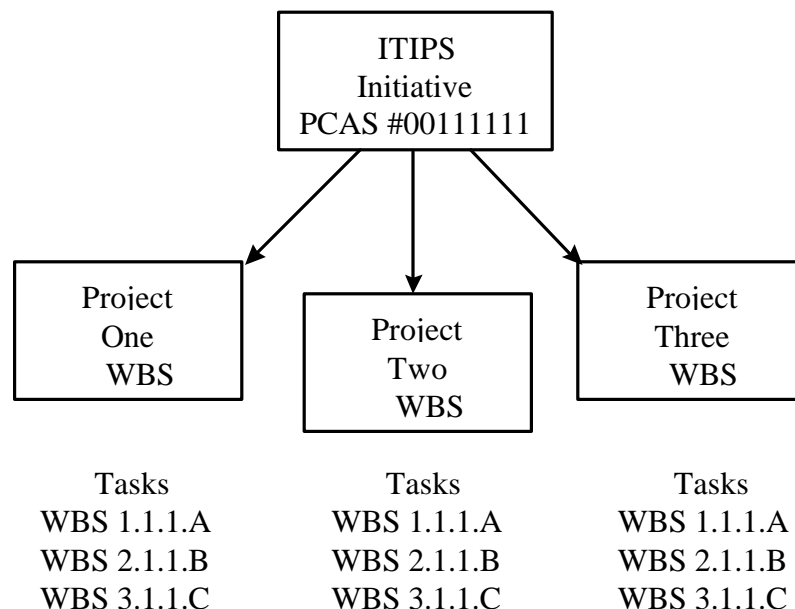 ITIPS
Initiative
PCAS #00111111
Project
One
WBS
Project
Two
WBS
Project
Three
WBS
Tasks
WBS 1.1.1.A
WBS 2.1.1.B
WBS 3.1.1.C
Tasks
WBS 1.1.1.A
WBS 2.1.1.B
WBS 3.1.1.C
Tasks
WBS 1.1.1.A
WBS 2.1.1.B
WBS 3.1.1.C